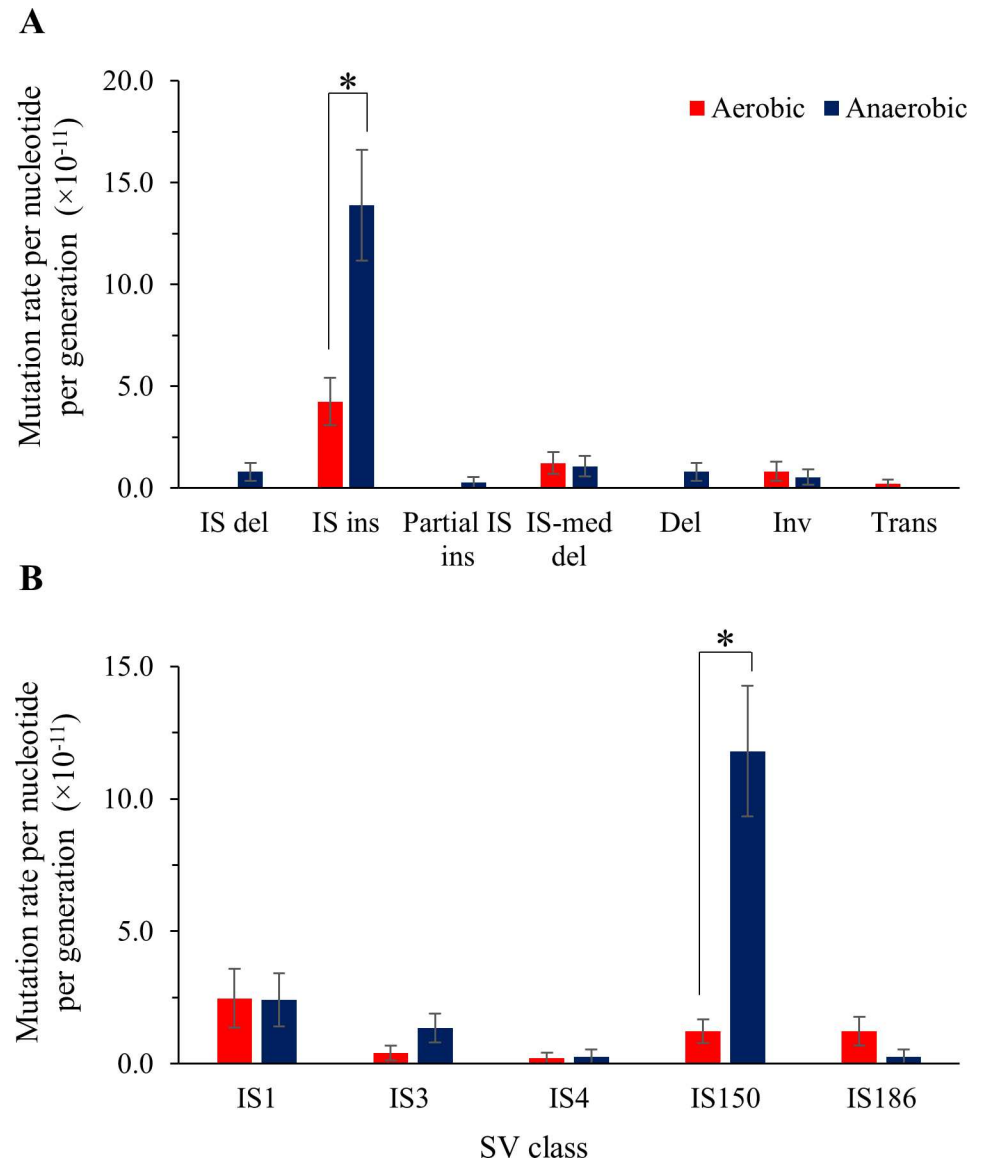 A
Mutation rate per nucleotide
per generation (×10⁻¹¹)
20.0
15.0
10.0
5.0
0.0
*
Aerobic Anaerobic
IS del IS ins Partial IS IS-med Del Inv Trans
ins del
B
Mutation rate per nucleotide
per generation (×10⁻¹¹)
15.0
10.0
5.0
0.0
*
IS1 IS3 IS4 IS150 IS186
SV class